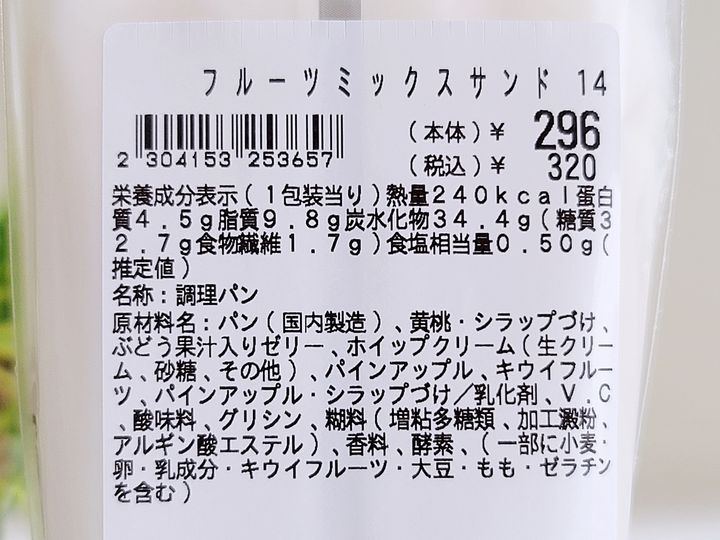 フルーツミックスサンド 14
(本体)¥ 296
2 304153 253657
(税込)¥ 320
栄養成分表示(1包装当り)熱量240kcal蛋白
質4.5g脂質9.8g炭水化物34.4g(糖質3
2.7g食物繊維1.7g)食塩相当量0.50g(
推定値)
名称:調理パン
原材料名:パン(国内製造)、黄桃・シラップづけ、
ぶどう果汁入りゼリー、ホイップクリーム(生クリー
ム、砂糖、その他)、パインアップル、キウイフルー
ツ、パインアップル・シラップづけ/乳化剤、V.C
、酸味料、グリシン、糊料(増粘多糖類、加工澱粉、
アルギン酸エステル)、香料、酵素、(一部に小麦・
卵・乳成分・キウイフルーツ・大豆・もも・ゼラチン
を含む)